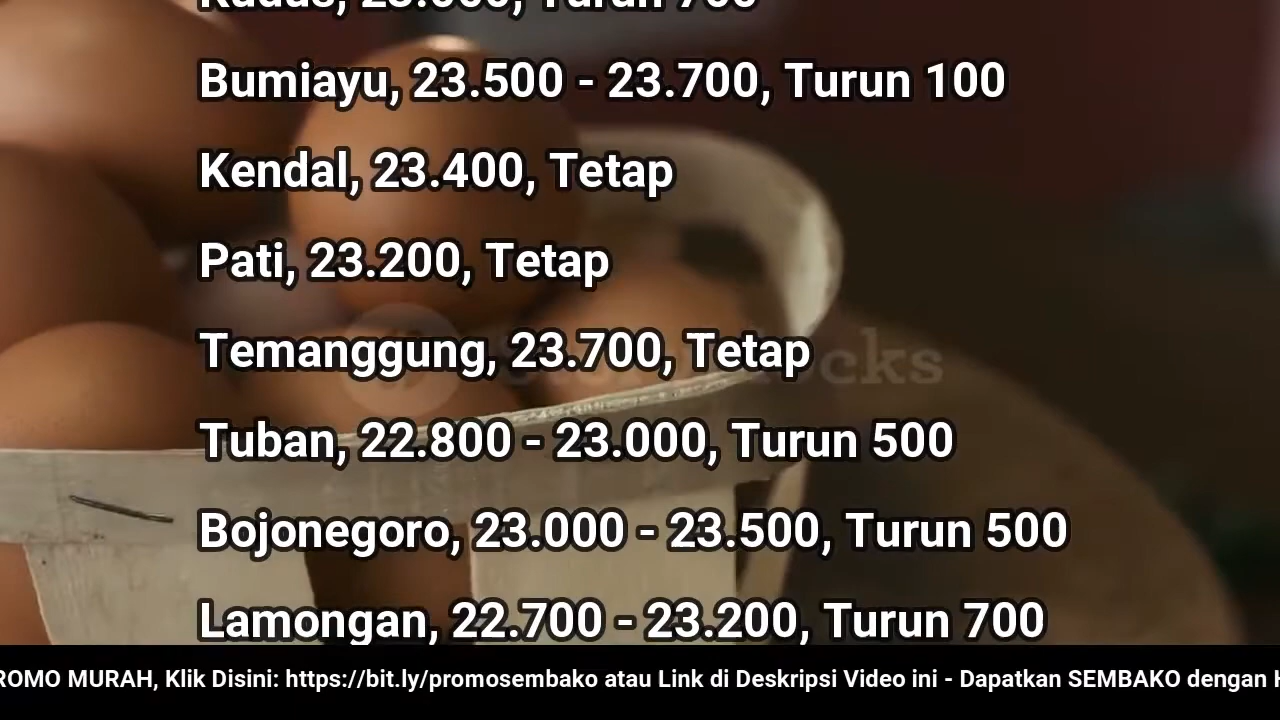 Bumiayu, 23.500 - 23.700, Turun 100
Kendal, 23.400, Tetap
Pati, 23.200, Tetap
Temanggung, 23.700, Tetap
Tuban, 22.800 - 23.000, Turun 500
Bojonegoro, 23.000 - 23.500, Turun 500
Lamongan, 22.700 - 23.200, Turun 700
ROMO MURAH, Klik Disini: https://bit.ly/promosembako atau Link di Deskripsi Video ini - Dapatkan SEMBAKO dengan